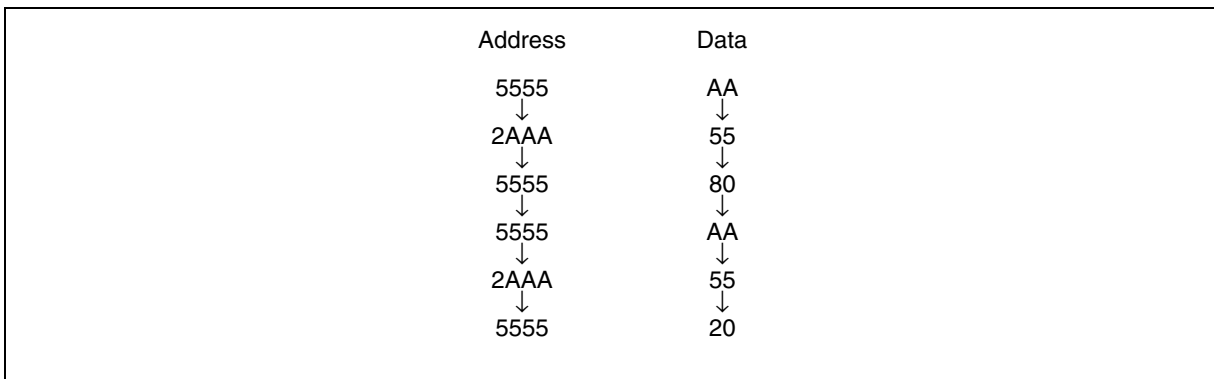 Address Data
5555 AA
↓ ↓
2AAA 55
↓ ↓
5555 80
↓ ↓
5555 AA
↓ ↓
2AAA 55
↓ ↓
5555 20